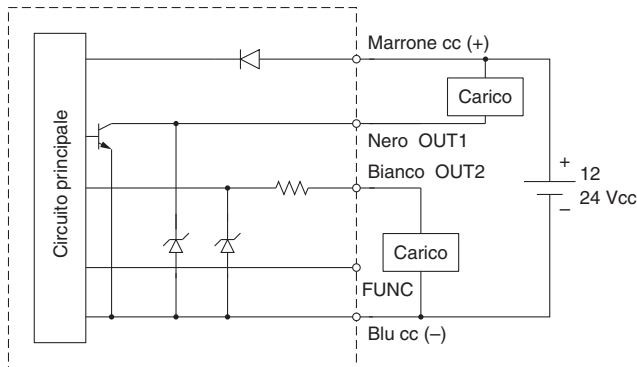 Marrone cc (+)
Carico
Nero OUT1
Bianco OUT2
Circuito principale
+
12
24 Vcc
–
Carico
FUNC
Blu cc (–)